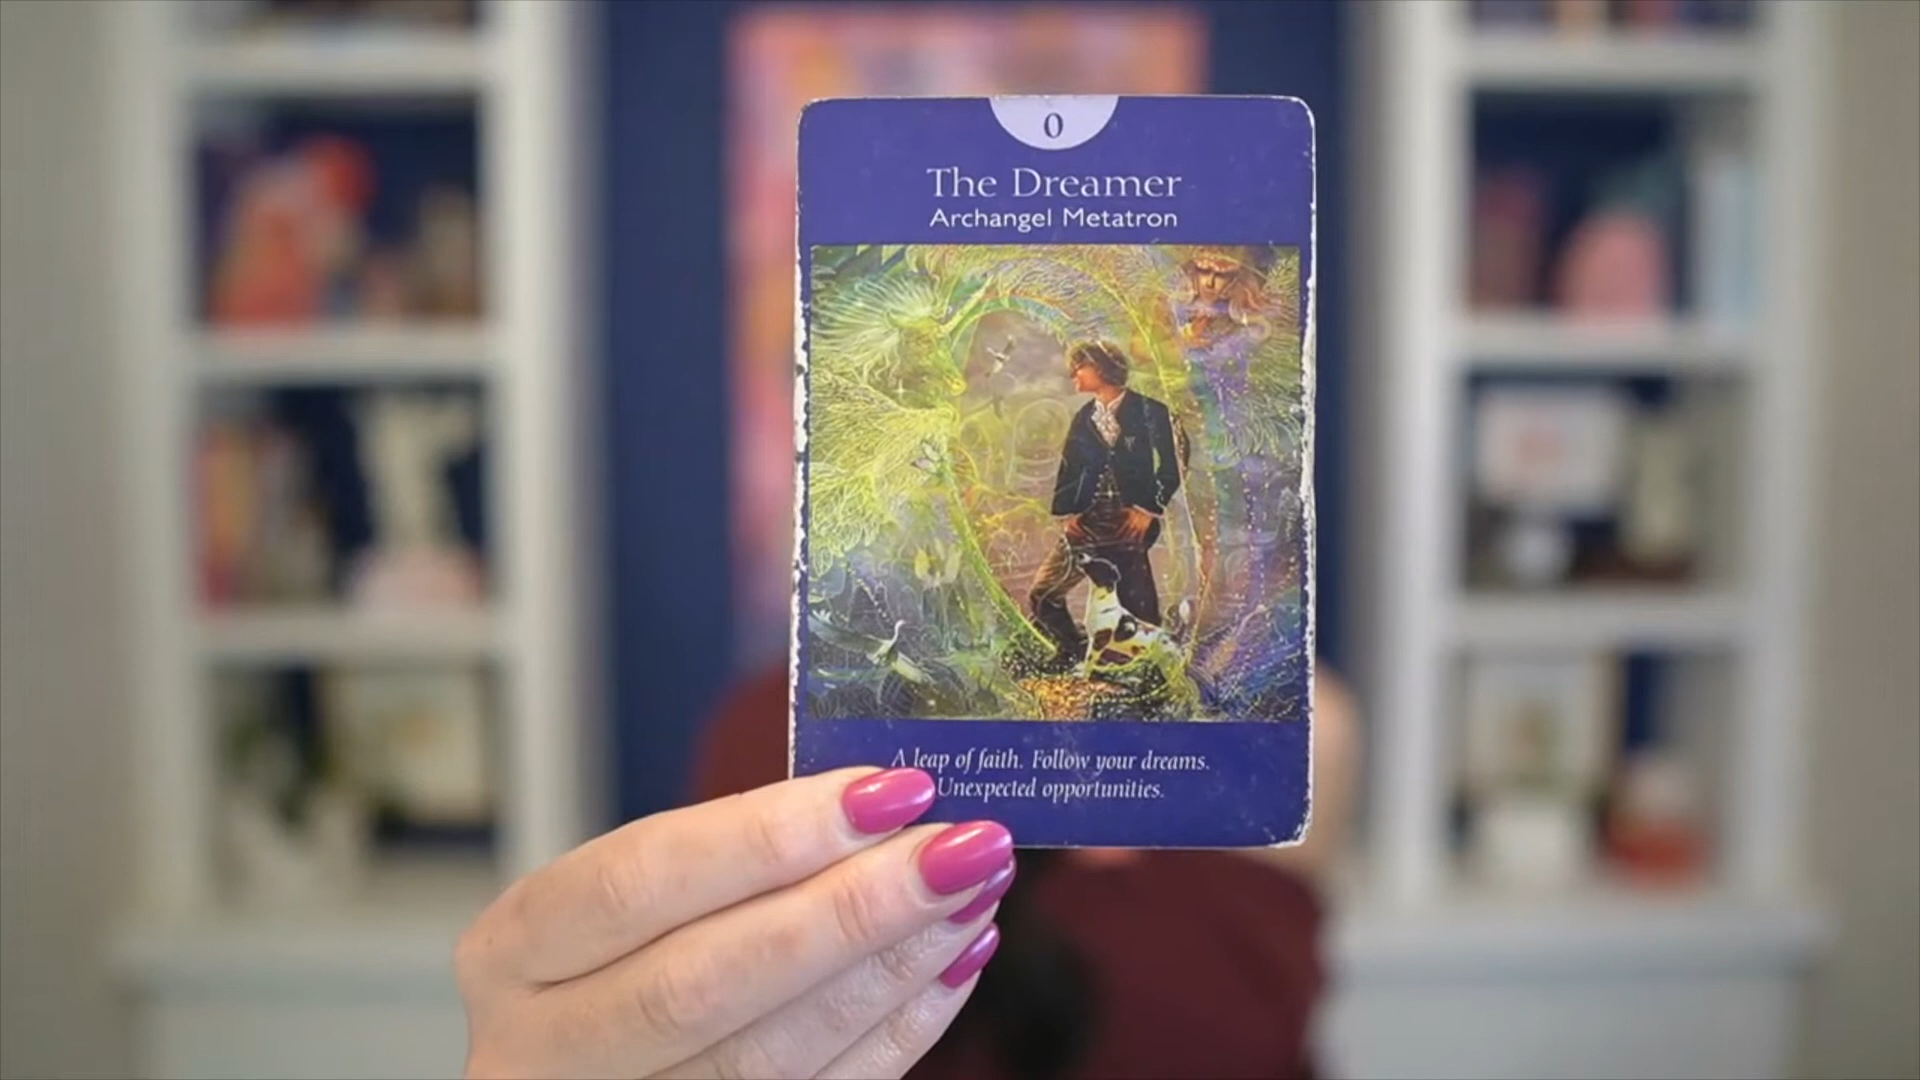 0
The Dreamer
Archangel Metatron
A leap of faith. Follow your dreams.
Unexpected opportunities.